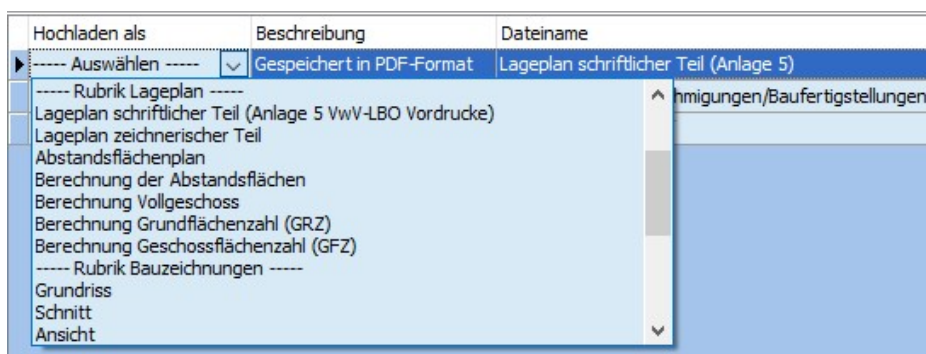 Hochladen als Beschreibung Dateiname
----- Auswählen ----- Gespeichert in PDF-Format Lageplan schriftlicher Teil (Anlage 5)
----- Rubrik Lageplan ----- hmigungen/Baufertigstellungen
Lageplan schriftlicher Teil (Anlage 5 VwV-LBO Vordrucke)
Lageplan zeichnerischer Teil
Abstandsflächenplan
Berechnung der Abstandsflächen
Berechnung Vollgeschoss
Berechnung Grundflächenzahl (GRZ)
Berechnung Geschossflächenzahl (GFZ)
----- Rubrik Bauzeichnungen -----
Grundriss
Schnitt
Ansicht